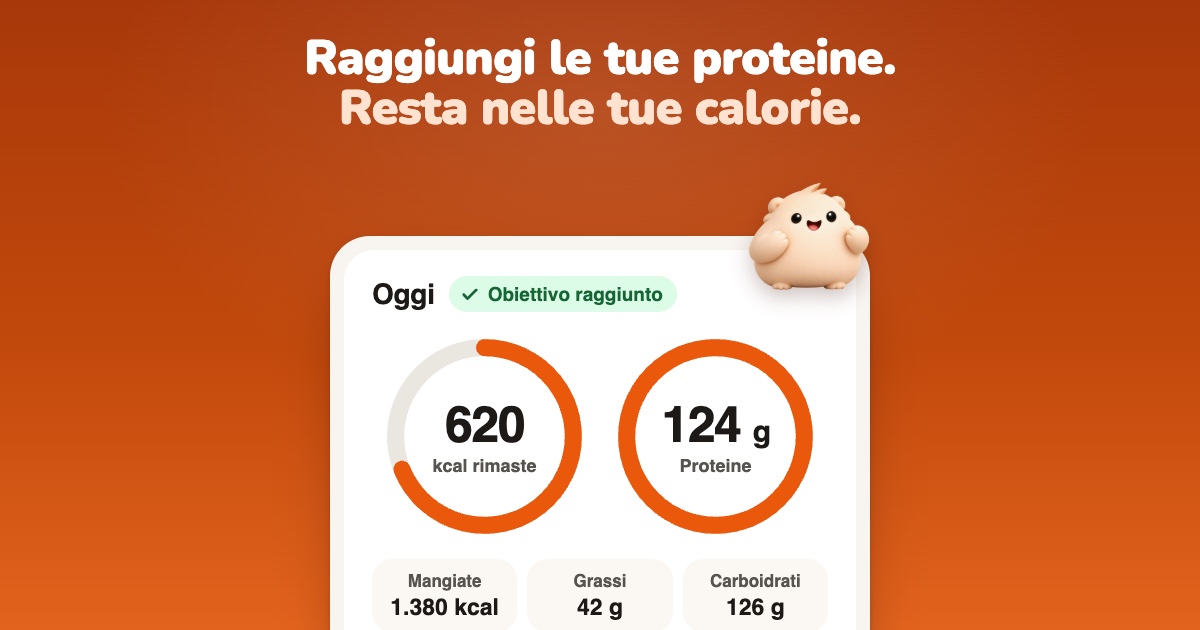 Raggiungi le tue proteine.
Resta nelle tue calorie.
Oggi
Obiettivo raggiunto
620
kcal rimaste
124 g
Proteine
Mangiate
1.380 kcal
Grassi
42 g
Carboidrati
126 g